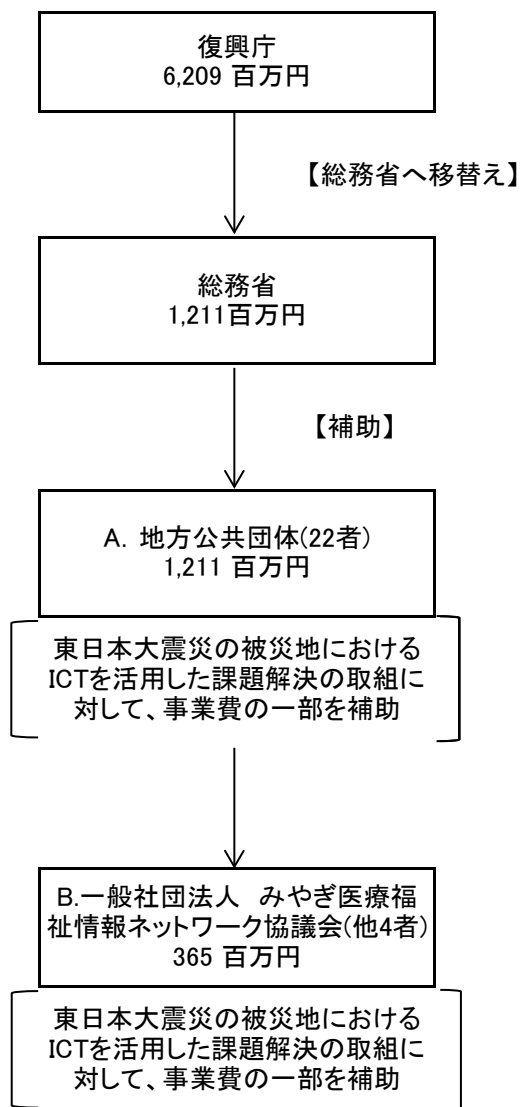 復興庁
6,209 百万円
【総務省へ移替え】
総務省
1,211百万円
【補助】
A. 地方公共団体(22者)
1,211 百万円
東日本大震災の被災地における
ICTを活用した課題解決の取組に
対して、事業費の一部を補助
B.一般社団法人　みやぎ医療福
祉情報ネットワーク協議会(他4者)
365 百万円
東日本大震災の被災地における
ICTを活用した課題解決の取組に
対して、事業費の一部を補助